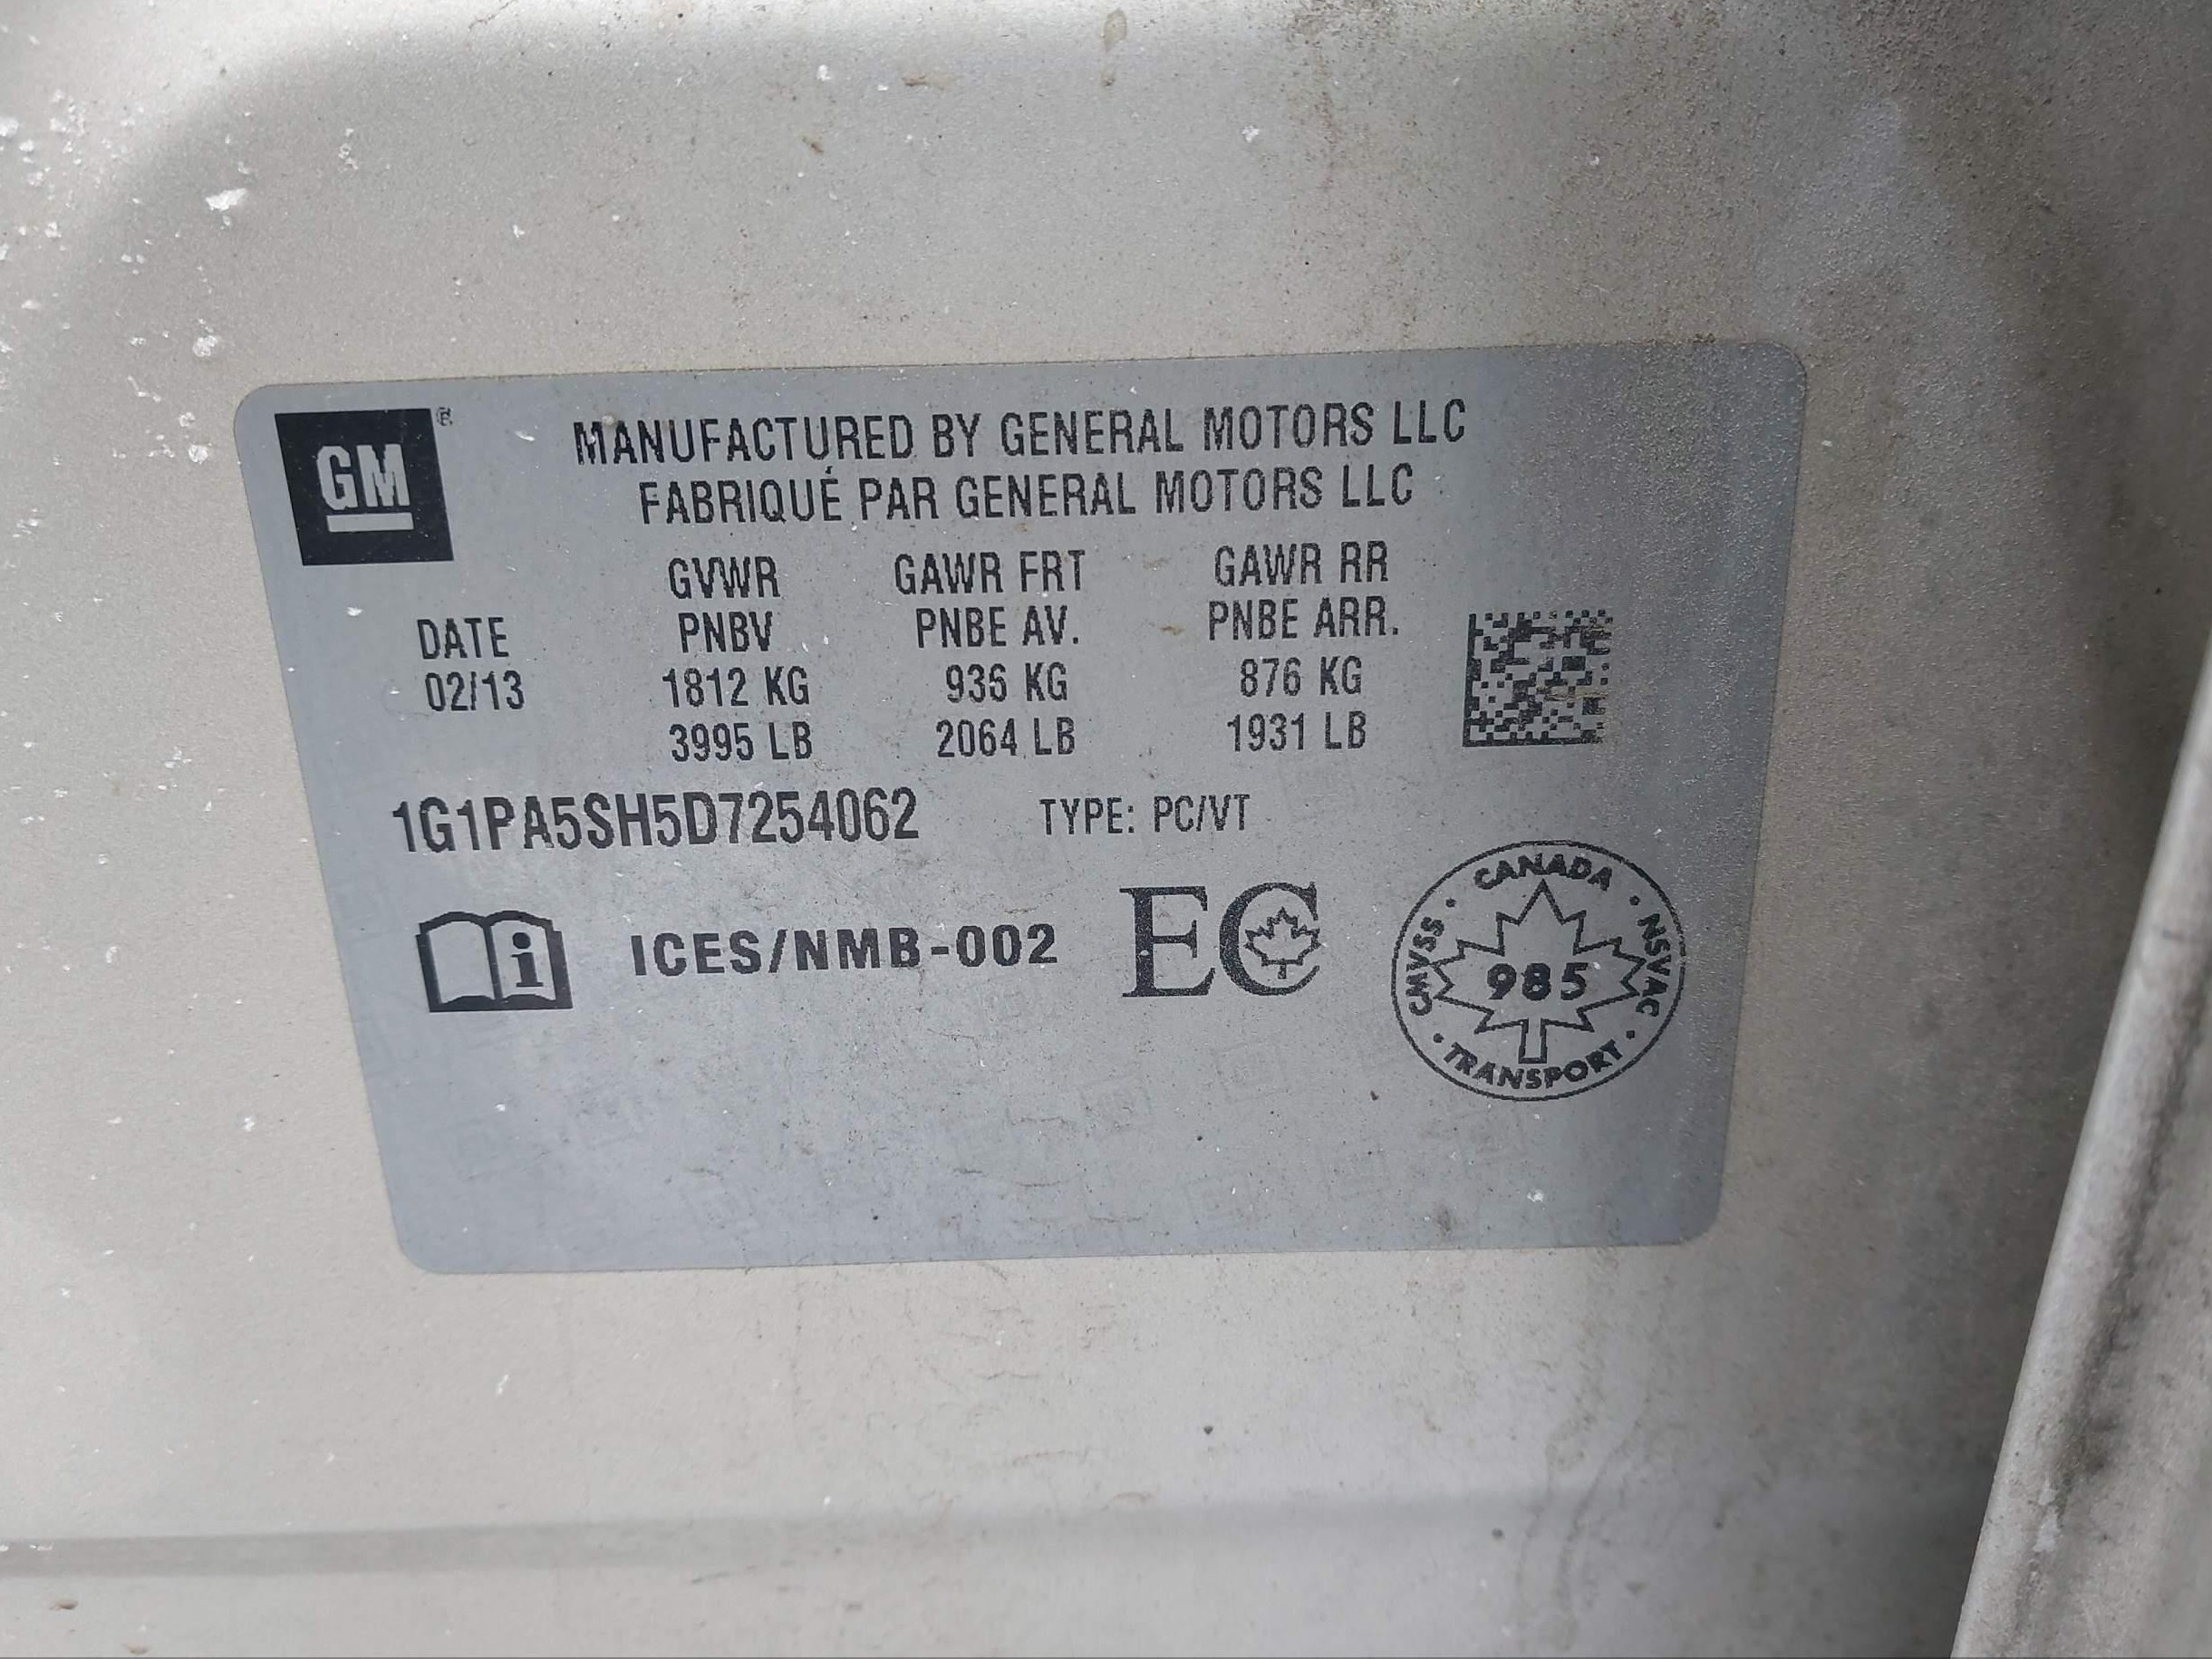 GM ®
MANUFACTURED BY GENERAL MOTORS LLC
FABRIQUÉ PAR GENERAL MOTORS LLC
GVWR GAWR FRT GAWR RR
DATE PNBV PNBE AV. PNBE ARR.
02/13 1812 KG 936 KG 876 KG
3995 LB 2064 LB 1931 LB
1G1PA5SH5D7254062 TYPE: PC/VT
i ICES/NMB-002 EC
CANADA
CMVSS · 985 · NSVAC
TRANSPORT